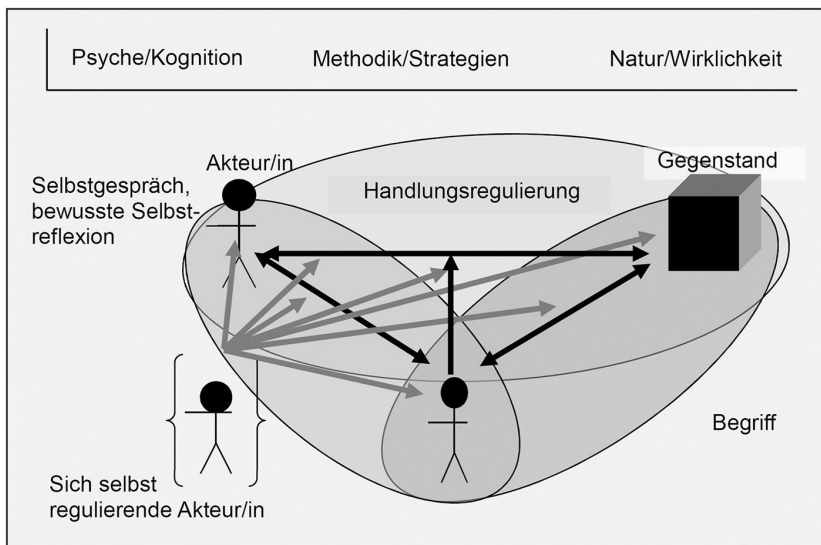 Psyche/Kognition
Methodik/Strategien
Natur/Wirklichkeit
Akteur/in
Gegenstand
Selbstgespräch,
bewusste Selbst-
reflexion
Handlungsregulierung
Begriff
Sich selbst
regulierende Akteur/in